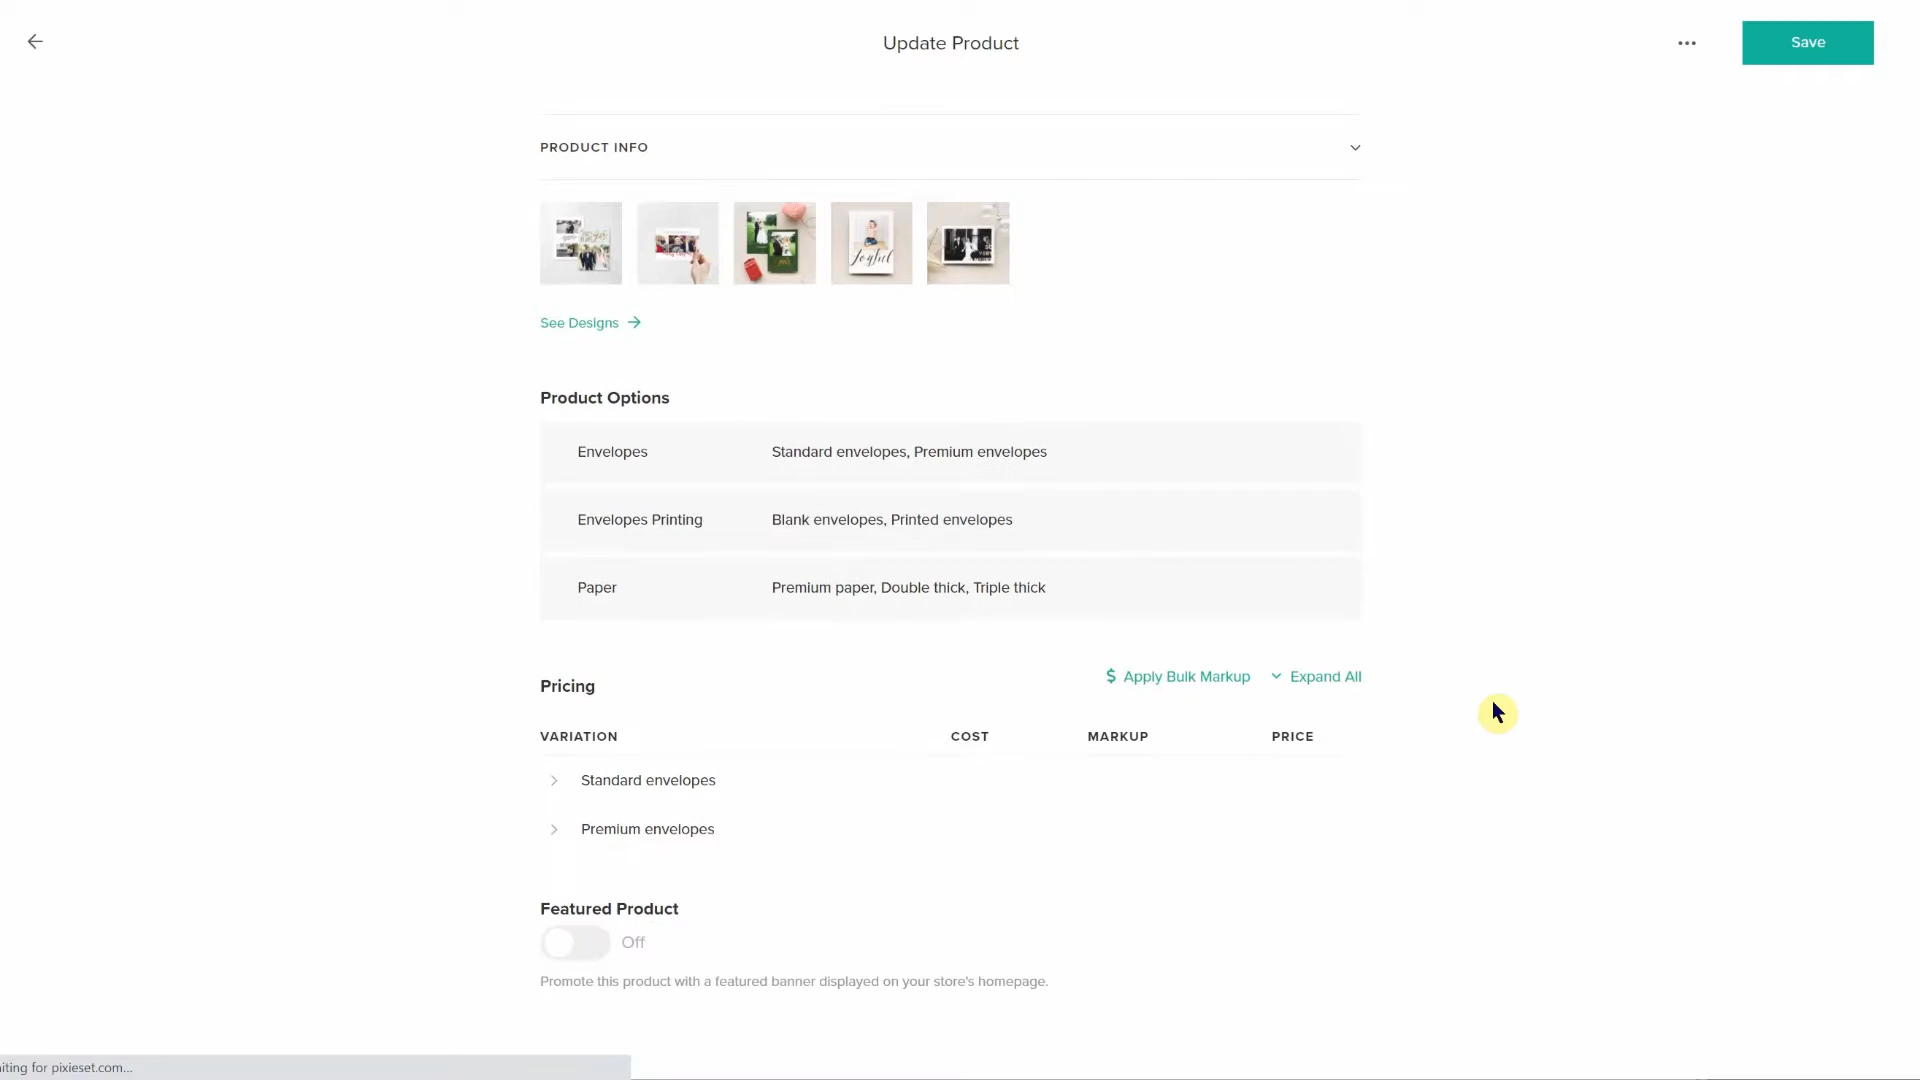 Update Product
Save
PRODUCT INFO
Joyful
See Designs
Product Options
Envelopes Standard envelopes, Premium envelopes
Envelopes Printing Blank envelopes, Printed envelopes
Paper Premium paper, Double thick, Triple thick
Pricing
$ Apply Bulk Markup Expand All
VARIATION COST MARKUP PRICE
Standard envelopes
Premium envelopes
Featured Product
Off
Promote this product with a featured banner displayed on your store's homepage.
iting for pixieset.com...